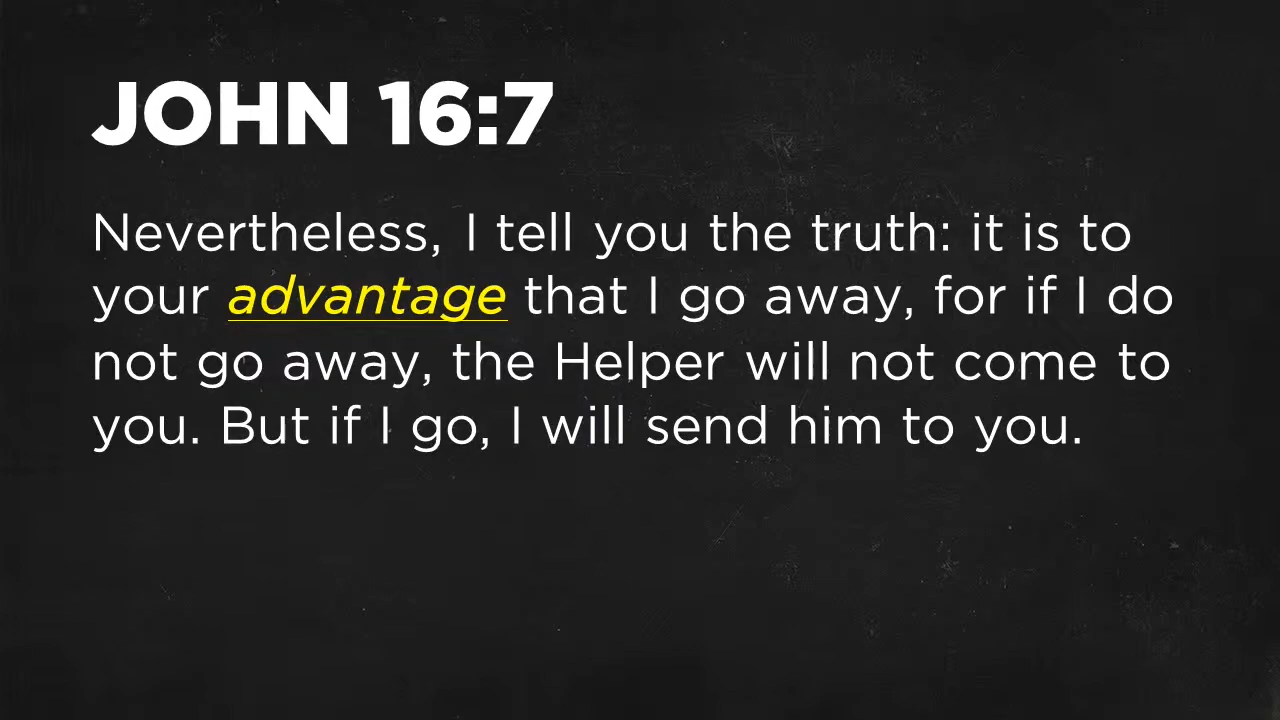 JOHN 16:7
Nevertheless, I tell you the truth: it is to
your advantage that I go away, for if I do
not go away, the Helper will not come to
you. But if I go, I will send him to you.